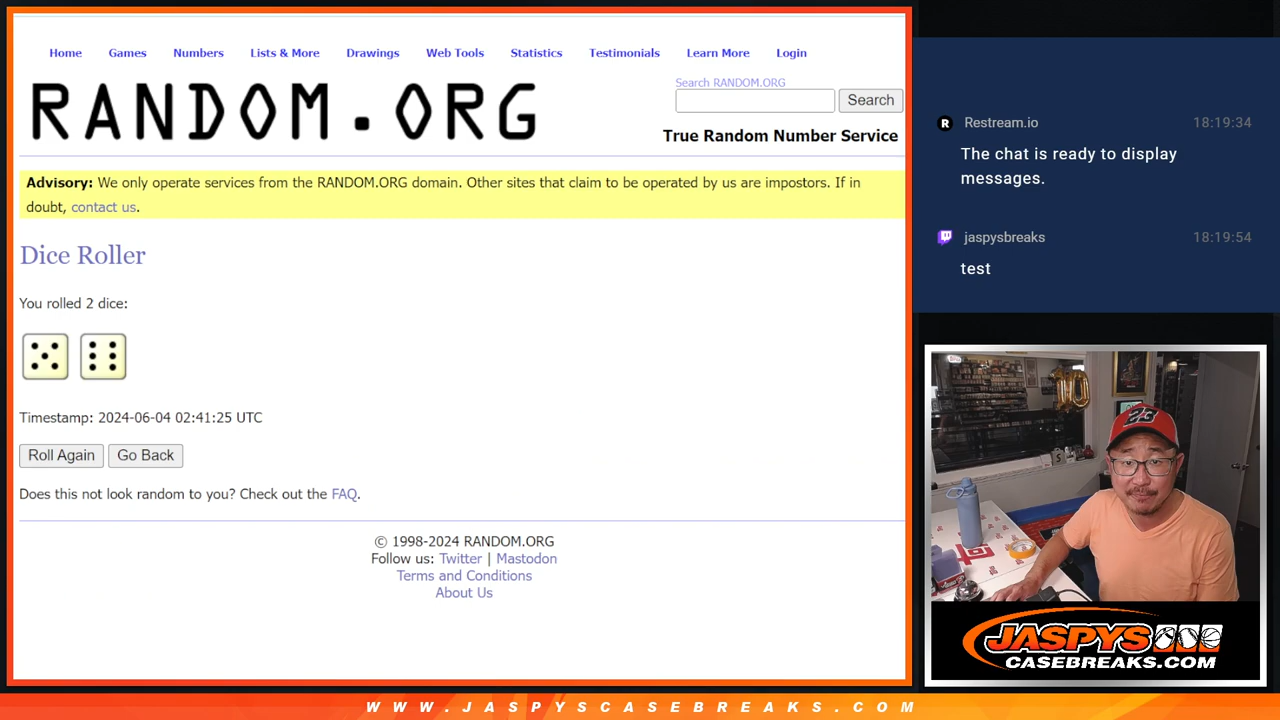 Home Games Numbers Lists & More Drawings Web Tools Statistics Testimonials Learn More Login
RANDOM.ORG
Search RANDOM.ORG
Search
True Random Number Service
Advisory: We only operate services from the RANDOM.ORG domain. Other sites that claim to be operated by us are impostors. If in
doubt, contact us.
Dice Roller
You rolled 2 dice:
Timestamp: 2024-06-04 02:41:25 UTC
Roll Again Go Back
Does this not look random to you? Check out the FAQ.
© 1998-2024 RANDOM.ORG
Follow us: Twitter | Mastodon
Terms and Conditions
About Us
R Restream.io 18:19:34
The chat is ready to display
messages.
jaspysbreaks 18:19:54
test
10
23
JASPYS
CASEBREAKS.COM
WWW.JASPYSCASEBREAKS.COM